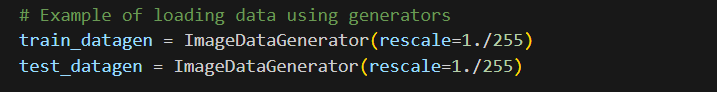 # Example of loading data using generators
train_datagen = ImageDataGenerator(rescale=1./255)
test_datagen = ImageDataGenerator(rescale=1./255)